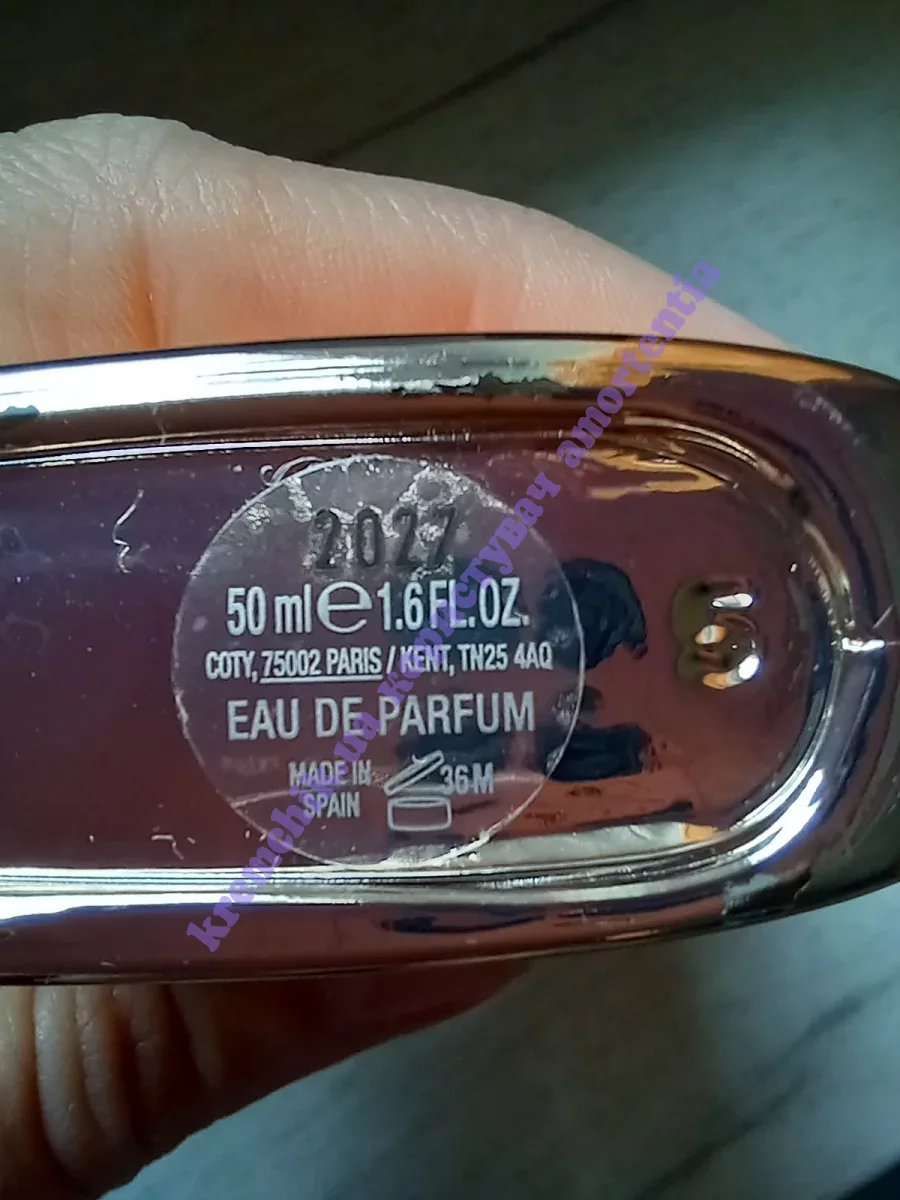 2027
50 ml e 1.6 FL.OZ.
COTY, 75002 PARIS / KENT, TN25 4AQ
EAU DE PARFUM
MADE IN
SPAIN
36M
kremchik.ua користувач amortentia